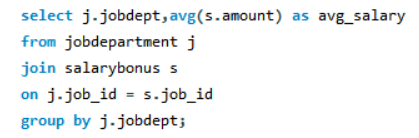 select j.jobdept,avg(s.amount) as avg_salary
from jobdepartment j
join salarybonus s
on j.job_id = s.job_id
group by j.jobdept;